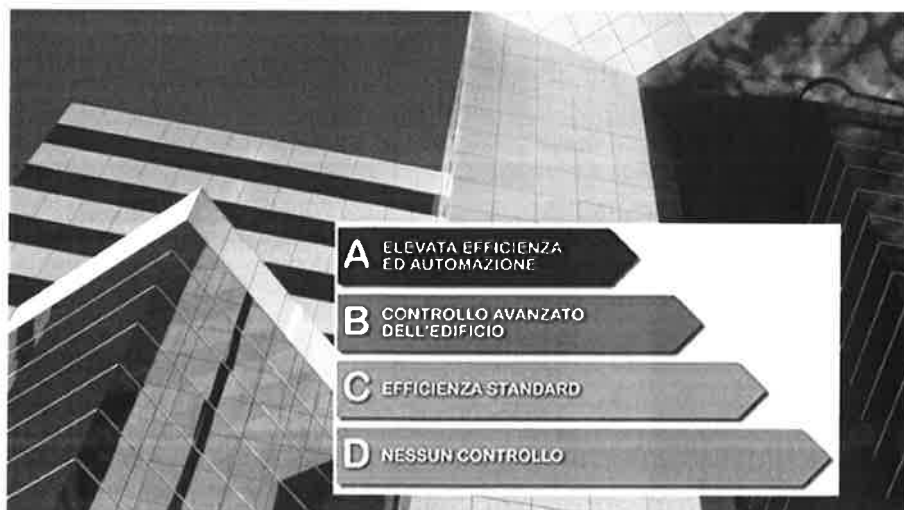 A ELEVATA EFFICIENZA
ED AUTOMAZIONE
B CONTROLLO AVANZATO
DELL'EDIFICIO
C EFFICIENZA STANDARD
D NESSUN CONTROLLO